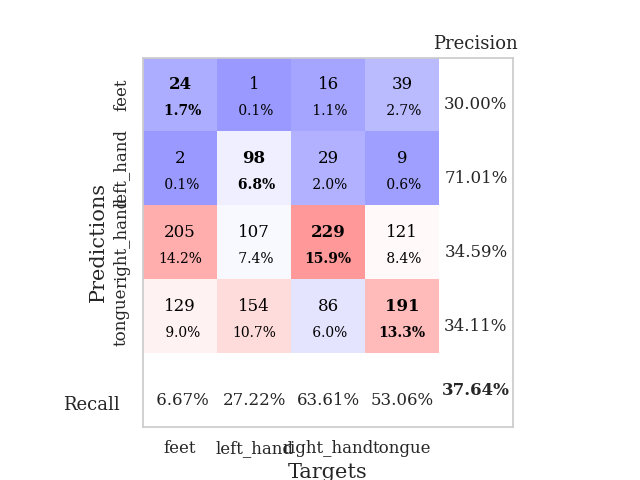 Precision
feet 24 1 16 39 30.00%
1.7% 0.1% 1.1% 2.7%
left_hand 2 98 29 9 71.01%
0.1% 6.8% 2.0% 0.6%
right_hand 205 107 229 121 34.59%
14.2% 7.4% 15.9% 8.4%
tongue 129 154 86 191 34.11%
9.0% 10.7% 6.0% 13.3%
Predictions
Recall 6.67% 27.22% 63.61% 53.06% 37.64%
feet left_hand right_hand tongue
Targets